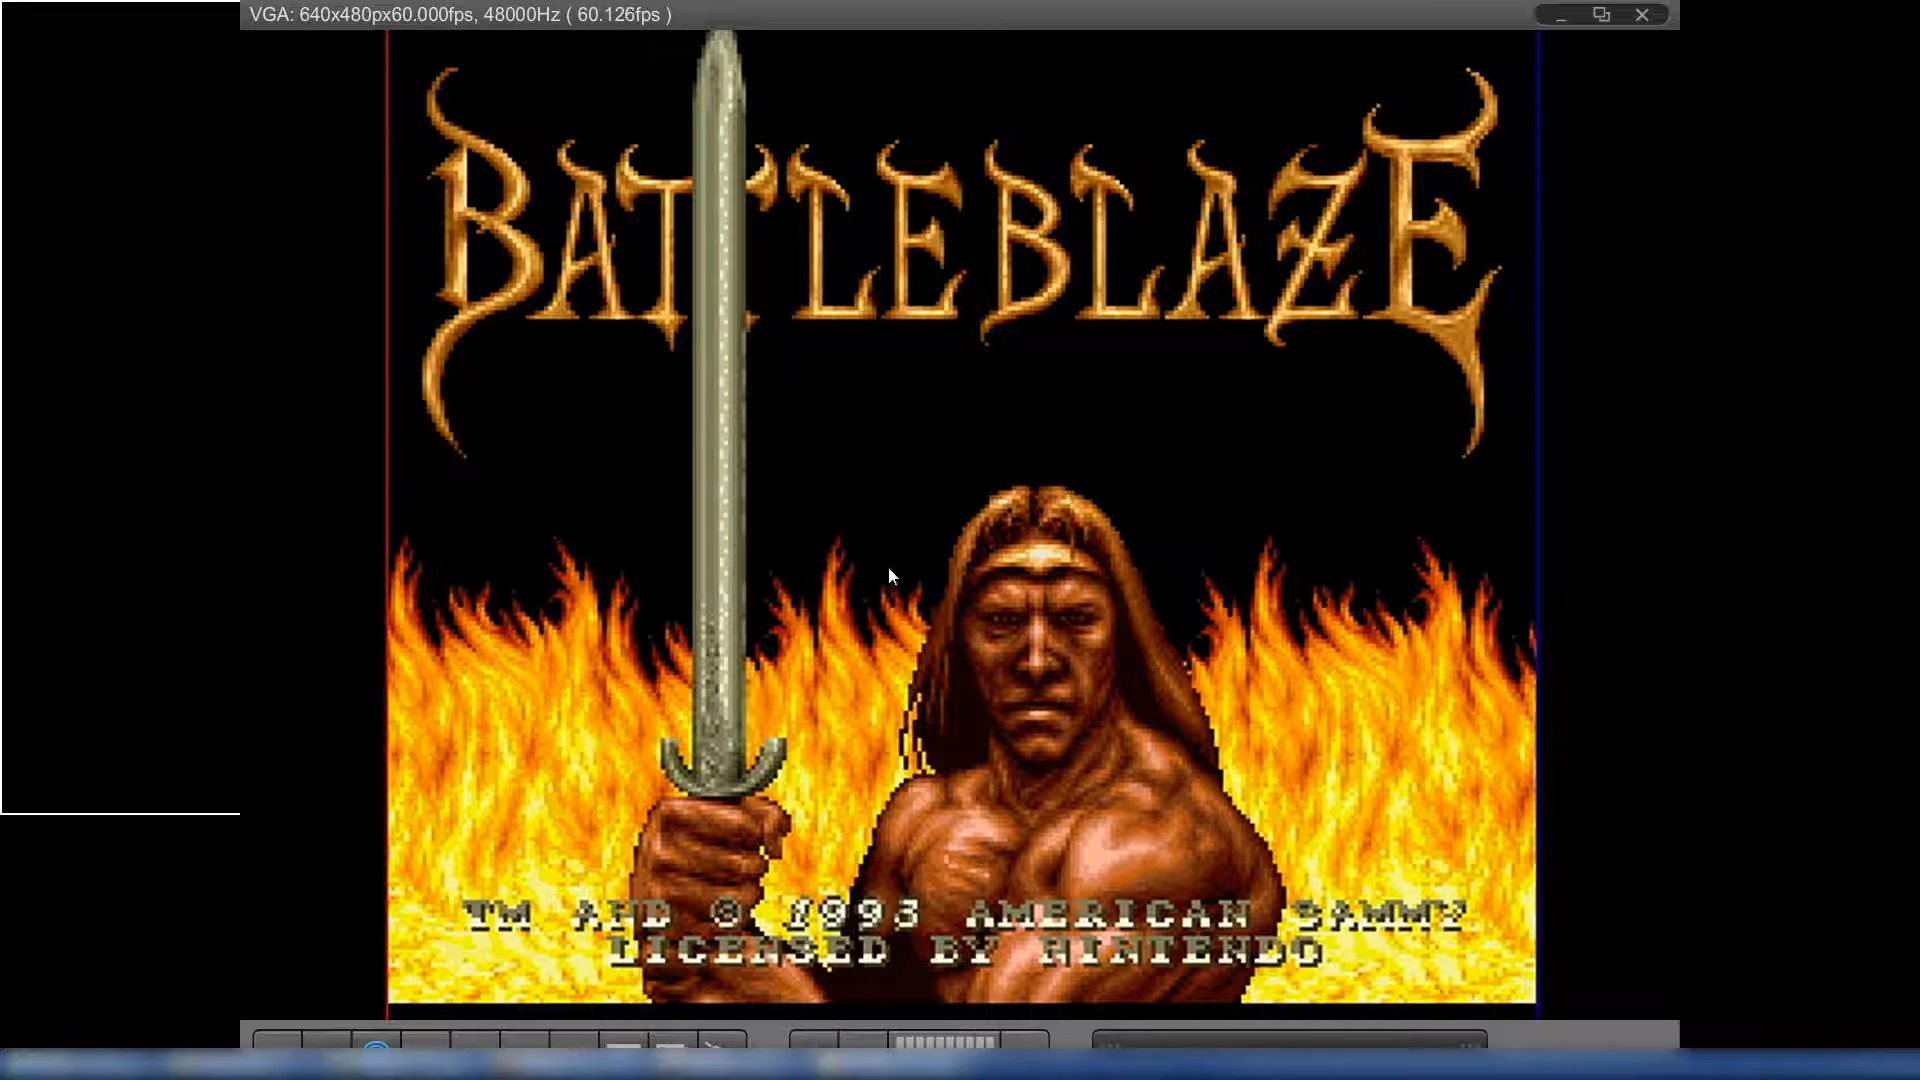 VGA: 640x480px60.000fps, 48000Hz ( 60.126fps )
BATTLEBLAZE
TM AND © 1993 AMERICAN SAMMY
LICENSED BY NINTENDO